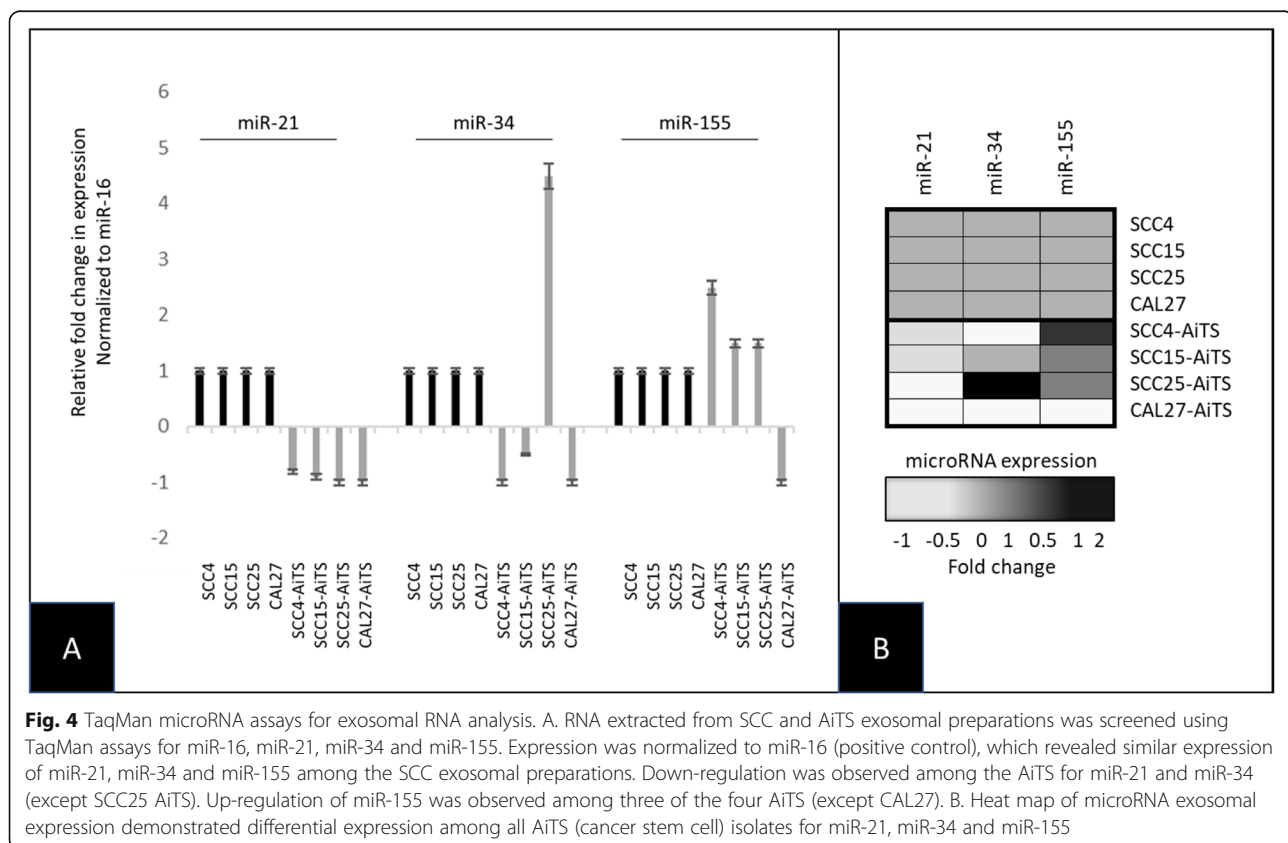 6
5
4
3
2
1
0
-1
-2
Relative fold change in expression
Normalized to miR-16
miR-21
miR-34
miR-155
SCC4
SCC15
SCC25
CAL27
SCC4-AiTS
SCC15-AiTS
SCC25-AiTS
CAL27-AiTS
SCC4
SCC15
SCC25
CAL27
SCC4-AiTS
SCC15-AiTS
SCC25-AiTS
CAL27-AiTS
SCC4
SCC15
SCC25
CAL27
SCC4-AiTS
SCC15-AiTS
SCC25-AiTS
CAL27-AiTS
A
miR-21
miR-34
miR-155
SCC4
SCC15
SCC25
CAL27
SCC4-AiTS
SCC15-AiTS
SCC25-AiTS
CAL27-AiTS
microRNA expression
-1 -0.5 0 1 0.5 1 2
Fold change
B
Fig. 4 TaqMan microRNA assays for exosomal RNA analysis. A. RNA extracted from SCC and AiTS exosomal preparations was screened using
TaqMan assays for miR-16, miR-21, miR-34 and miR-155. Expression was normalized to miR-16 (positive control), which revealed similar expression
of miR-21, miR-34 and miR-155 among the SCC exosomal preparations. Down-regulation was observed among the AiTS for miR-21 and miR-34
(except SCC25 AiTS). Up-regulation of miR-155 was observed among three of the four AiTS (except CAL27). B. Heat map of microRNA exosomal
expression demonstrated differential expression among all AiTS (cancer stem cell) isolates for miR-21, miR-34 and miR-155